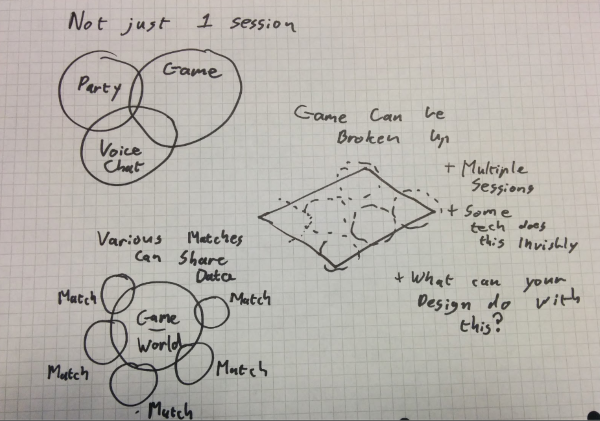 Not just 1 session
Party
Game
Voice
Chat
Game Can be
Broken Up
+ Multiple
Sessions
+ Some
tech does
this Invisibly
+ What can your
Design do with
this?
Various Matches
Can Share
Data
Match
Match
Game
World
Match
Match
Match